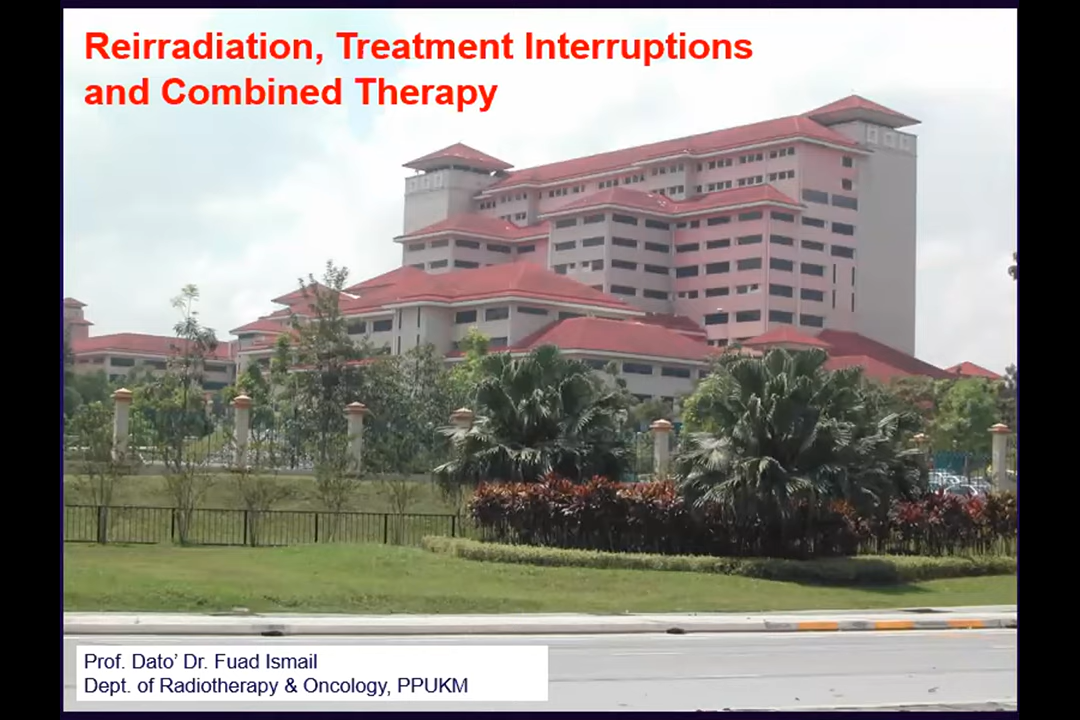 Reirradiation, Treatment Interruptions
and Combined Therapy
Prof. Dato’ Dr. Fuad Ismail
Dept. of Radiotherapy & Oncology, PPUKM